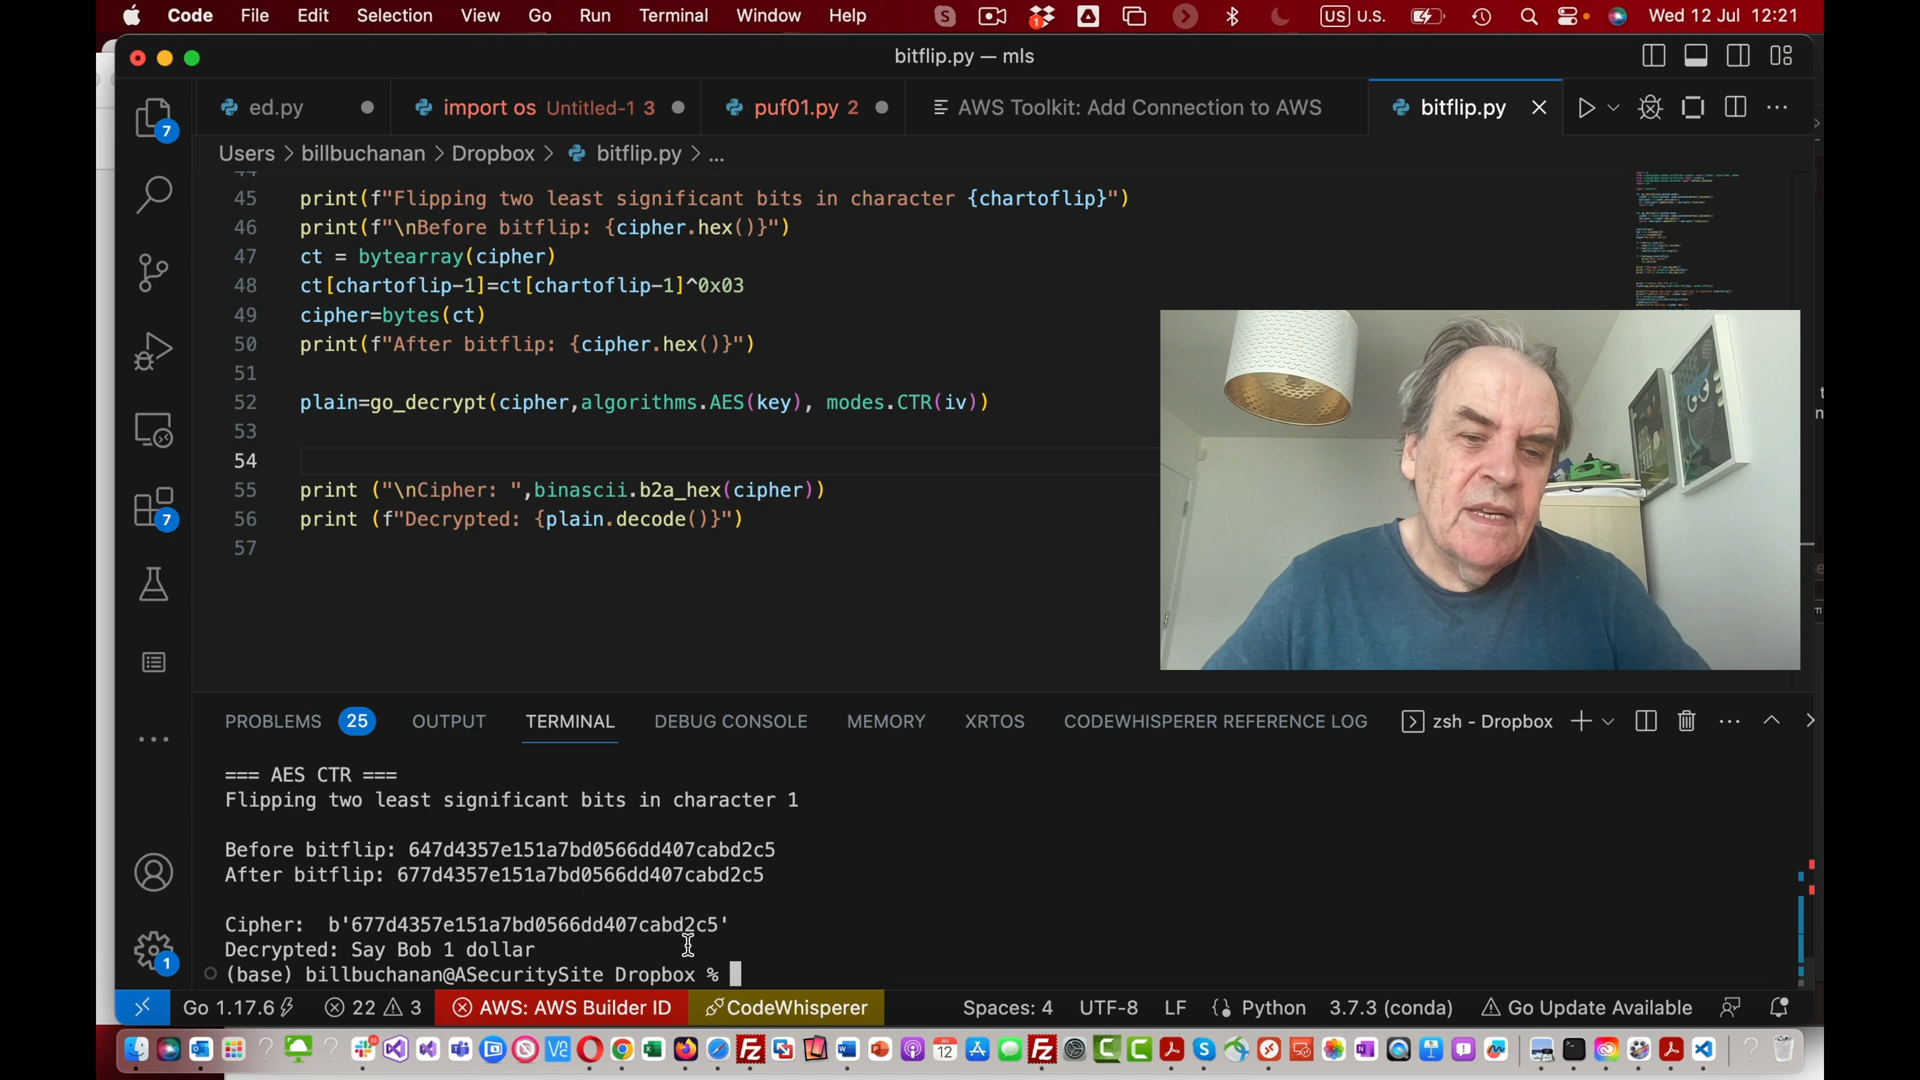 Code File Edit Selection View Go Run Terminal Window Help 1 US U.S. Wed 12 Jul 12:21
bitflip.py — mls
ed.py import os Untitled-1 3 puf01.py 2 AWS Toolkit: Add Connection to AWS bitflip.py
Users > billbuchanan > Dropbox > bitflip.py > ...
7
44
45 print(f"Flipping two least significant bits in character {chartoflip}")
46 print(f"\nBefore bitflip: {cipher.hex()}")
47 ct = bytearray(cipher)
48 ct[chartoflip-1]=ct[chartoflip-1]^0x03
49 cipher=bytes(ct)
50 print(f"After bitflip: {cipher.hex()}")
51
52 plain=go_decrypt(cipher,algorithms.AES(key), modes.CTR(iv))
53
54
55 print ("\nCipher: ",binascii.b2a_hex(cipher))
56 print (f"Decrypted: {plain.decode()}")
57
7
PROBLEMS 25 OUTPUT TERMINAL DEBUG CONSOLE MEMORY XRTOS CODEWHISPERER REFERENCE LOG zsh - Dropbox
=== AES CTR ===
Flipping two least significant bits in character 1
Before bitflip: 647d4357e151a7bd0566dd407cabd2c5
After bitflip: 677d4357e151a7bd0566dd407cabd2c5
Cipher:  b'677d4357e151a7bd0566dd407cabd2c5'
Decrypted: Say Bob 1 dollar
(base) billbuchanan@ASecuritySite Dropbox %
1
Go 1.17.6 22 3 AWS: AWS Builder ID CodeWhisperer Spaces: 4 UTF-8 LF Python 3.7.3 (conda) Go Update Available
12